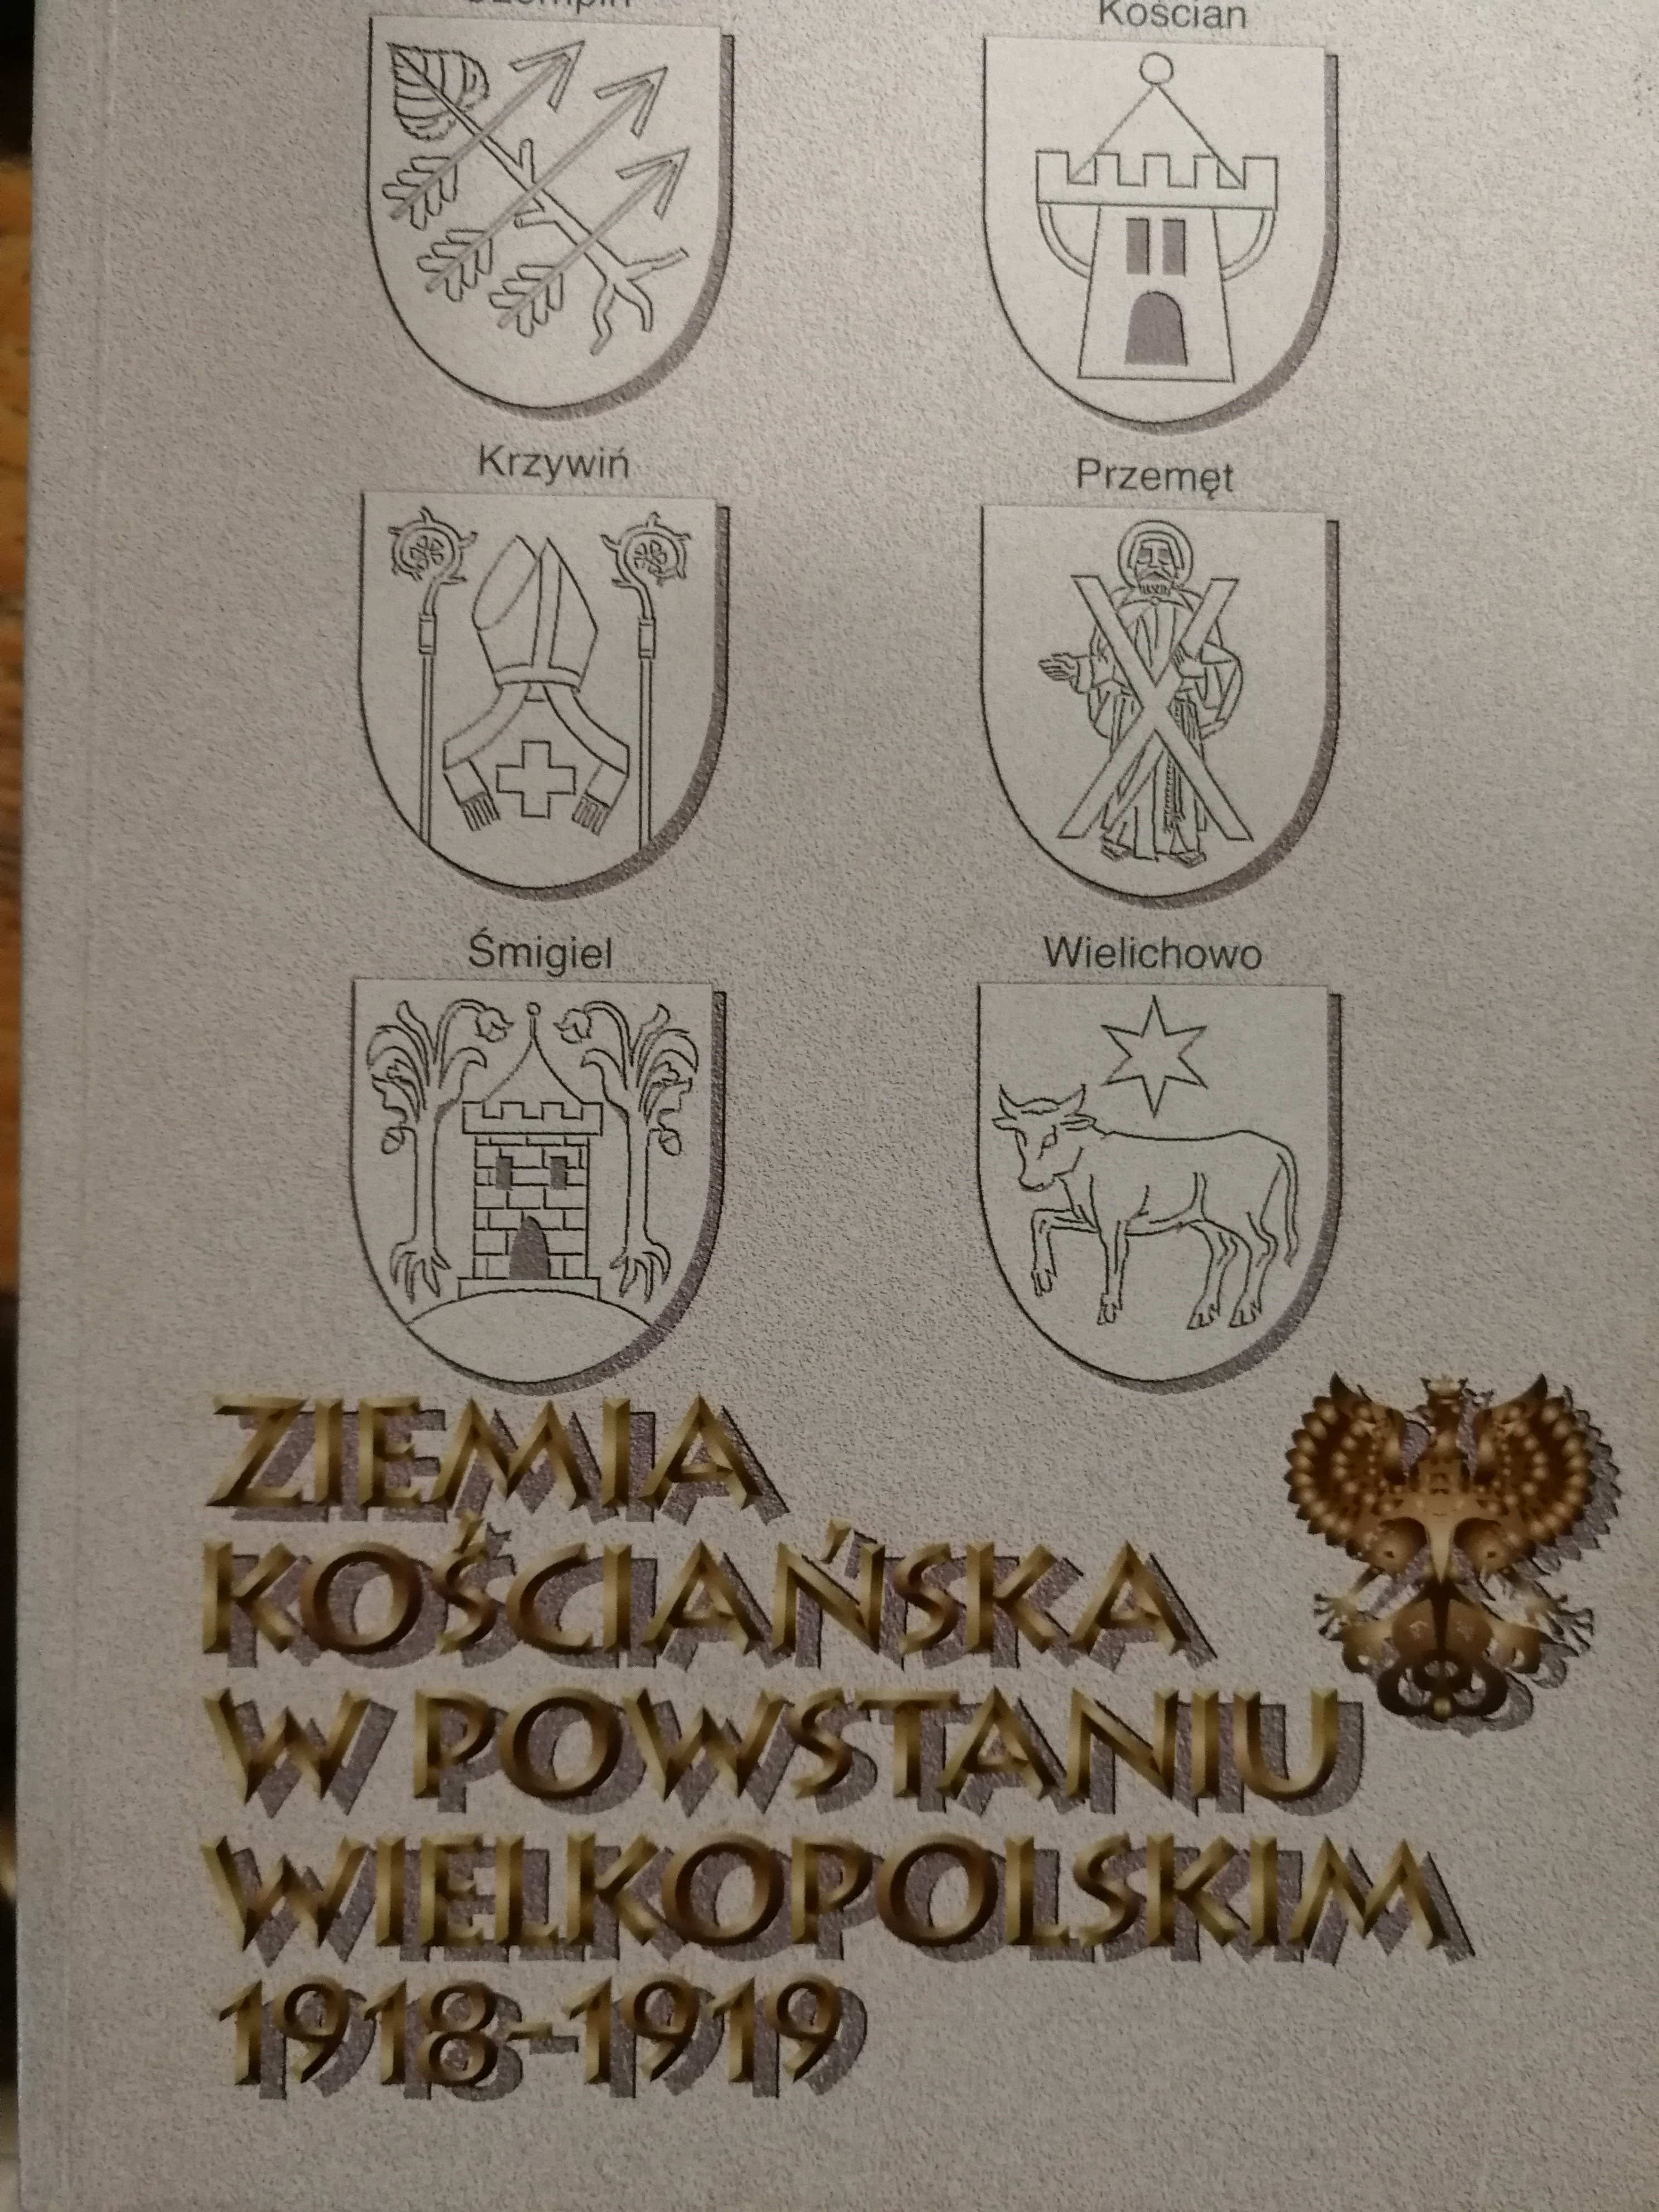 Kościan
Krzywiń
Przemęt
Śmigiel
Wielichowo
ZIEMIA
KOŚCIAŃSKA
W POWSTANIU
WIELKOPOLSKIM
1918-1919